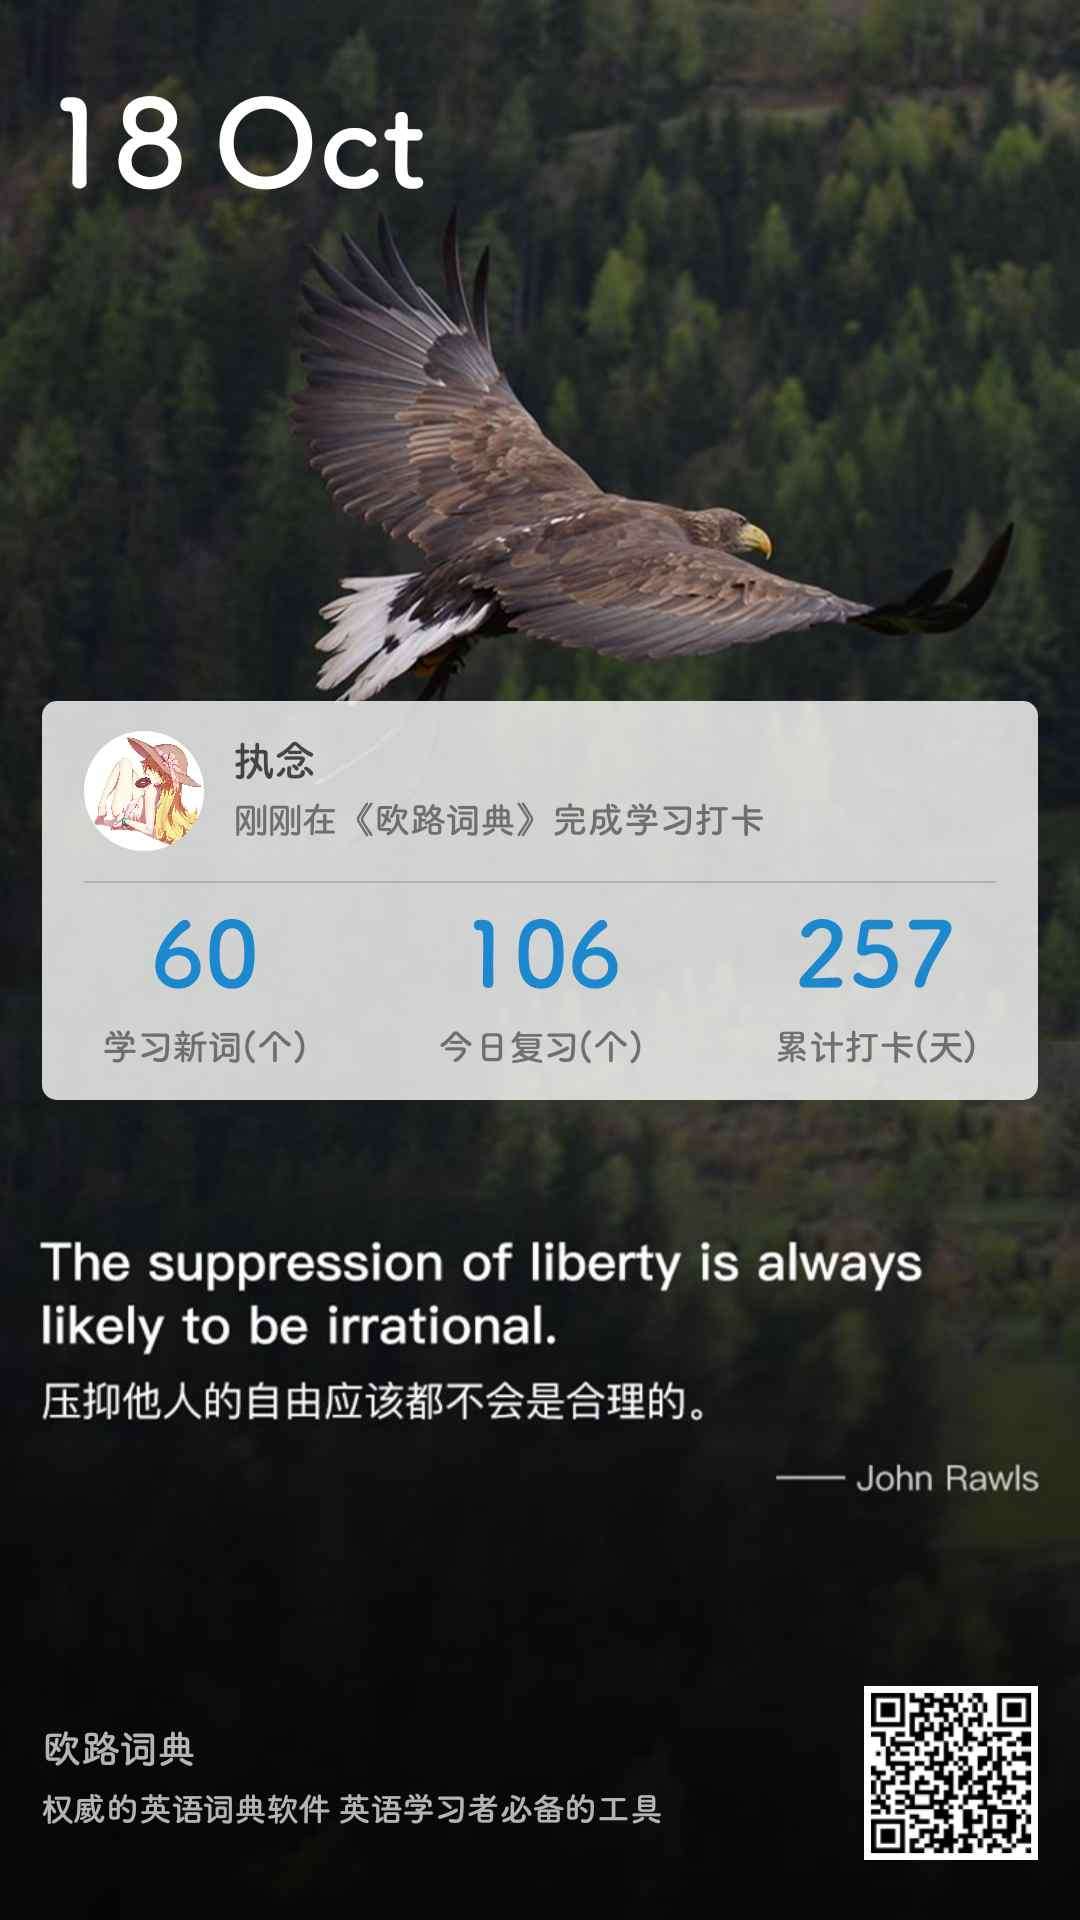 18 Oct
执念
刚刚在《欧路词典》完成学习打卡
60 106 257
学习新词(个) 今日复习(个) 累计打卡(天)
The suppression of liberty is always
likely to be irrational.
压抑他人的自由应该都不会是合理的。
—— John Rawls
欧路词典
权威的英语词典软件 英语学习者必备的工具